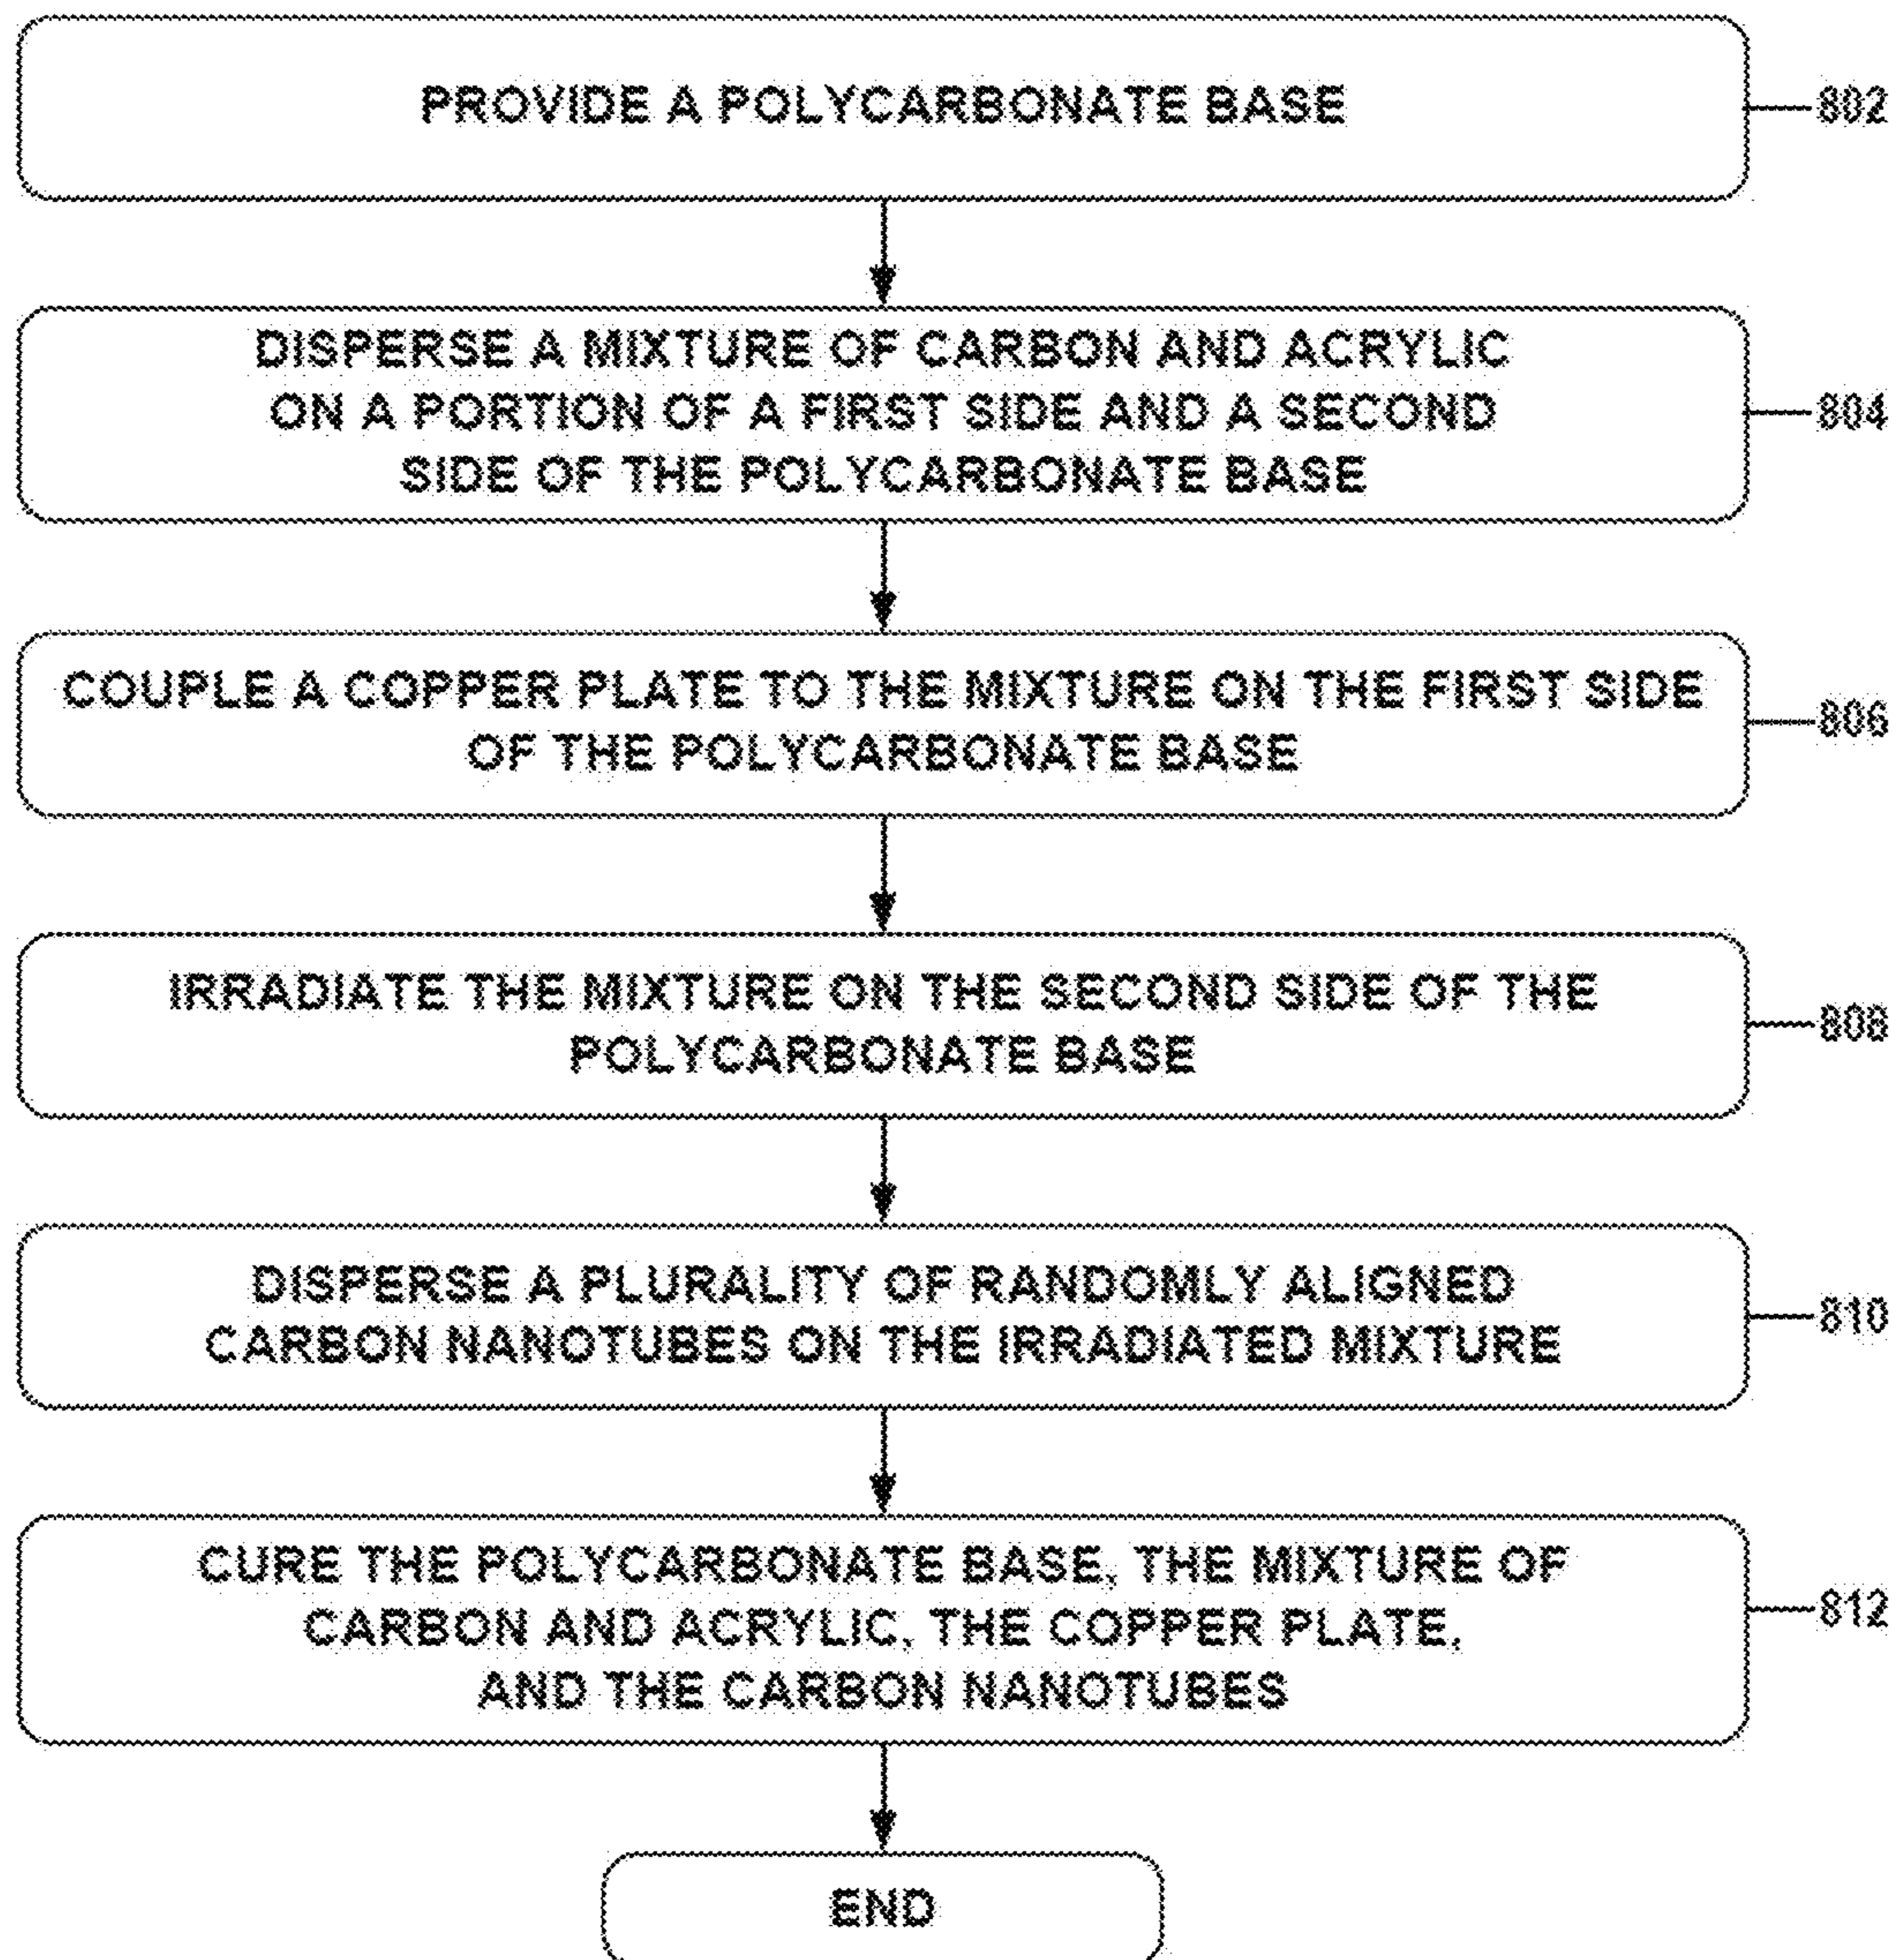 PROVIDE A POLYCARBONATE BASE
802
DISPERSE A MIXTURE OF CARBON AND ACRYLIC
ON A PORTION OF A FIRST SIDE AND A SECOND
SIDE OF THE POLYCARBONATE BASE
804
COUPLE A COPPER PLATE TO THE MIXTURE ON THE FIRST SIDE
OF THE POLYCARBONATE BASE
806
IRRADIATE THE MIXTURE ON THE SECOND SIDE OF THE
POLYCARBONATE BASE
808
DISPERSE A PLURALITY OF RANDOMLY ALIGNED
CARBON NANOTUBES ON THE IRRADIATED MIXTURE
810
CURE THE POLYCARBONATE BASE, THE MIXTURE OF
CARBON AND ACRYLIC, THE COPPER PLATE,
AND THE CARBON NANOTUBES
812
END